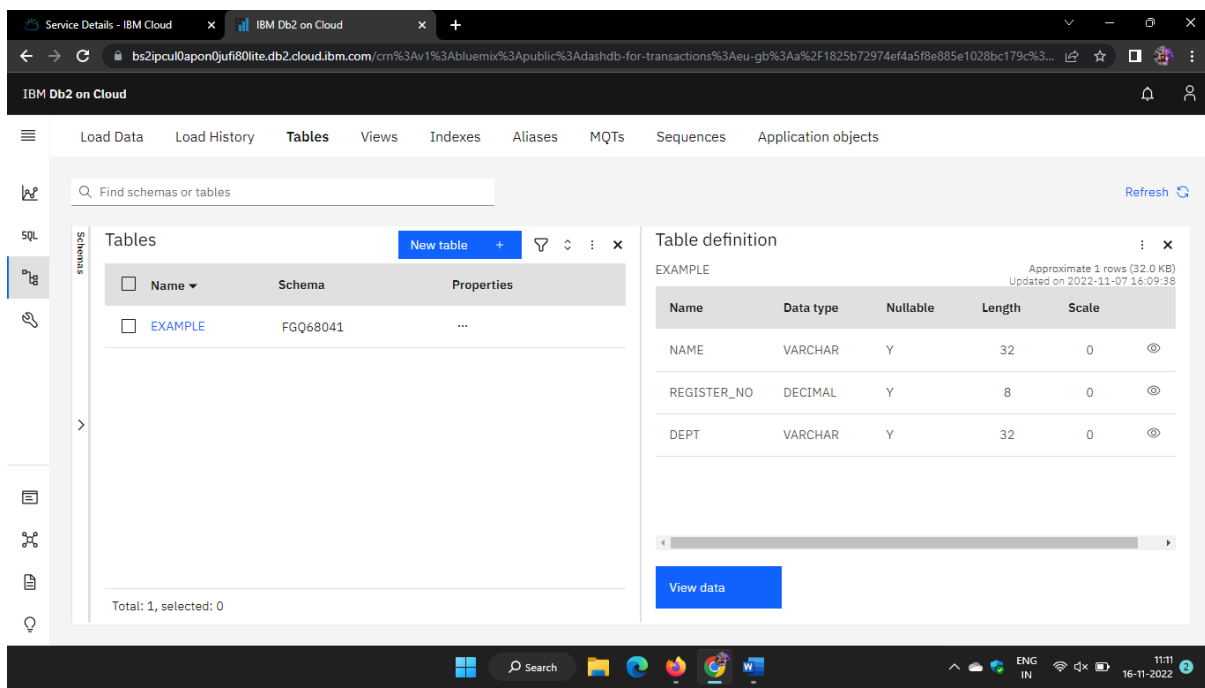 Service Details - IBM Cloud
IBM Db2 on Cloud
bs2ipcul0apon0jufi80lite.db2.cloud.ibm.com/crn%3Av1%3Abluemix%3Apublic%3Adashdb-for-transactions%3Aeu-gb%3Aa%2F1825b72974ef4a5f8e885e1028bc179c%3...
IBM Db2 on Cloud
Load Data Load History Tables Views Indexes Aliases MQTs Sequences Application objects
Find schemas or tables
Refresh
SQL
Schemas
Tables
New table +
Name Schema Properties
EXAMPLE FGQ68041 ...
Total: 1, selected: 0
Table definition
EXAMPLE
Approximate 1 rows (32.0 KB)
Updated on 2022-11-07 16:09:38
Name Data type Nullable Length Scale
NAME VARCHAR Y 32 0
REGISTER_NO DECIMAL Y 8 0
DEPT VARCHAR Y 32 0
View data
Search
W
ENG
IN
11:11
16-11-2022
2